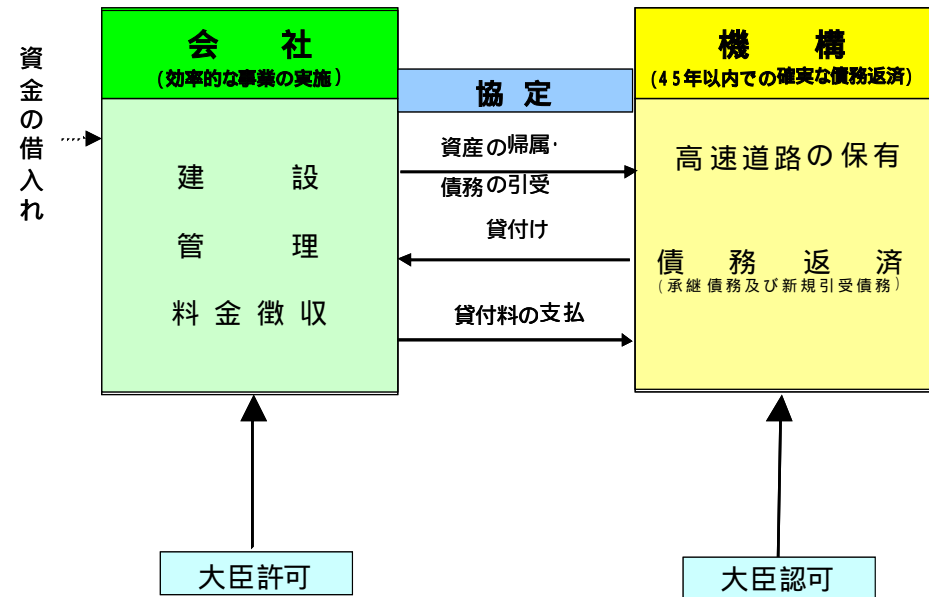 資金の借入れ
会社
(効率的な事業の実施)
建設
管理
料金徴収
協定
資産の帰属・
債務の引受
貸付け
貸付料の支払
機構
(45年以内での確実な債務返済)
高速道路の保有
債務返済
(承継債務及び新規引受債務)
大臣許可
大臣認可